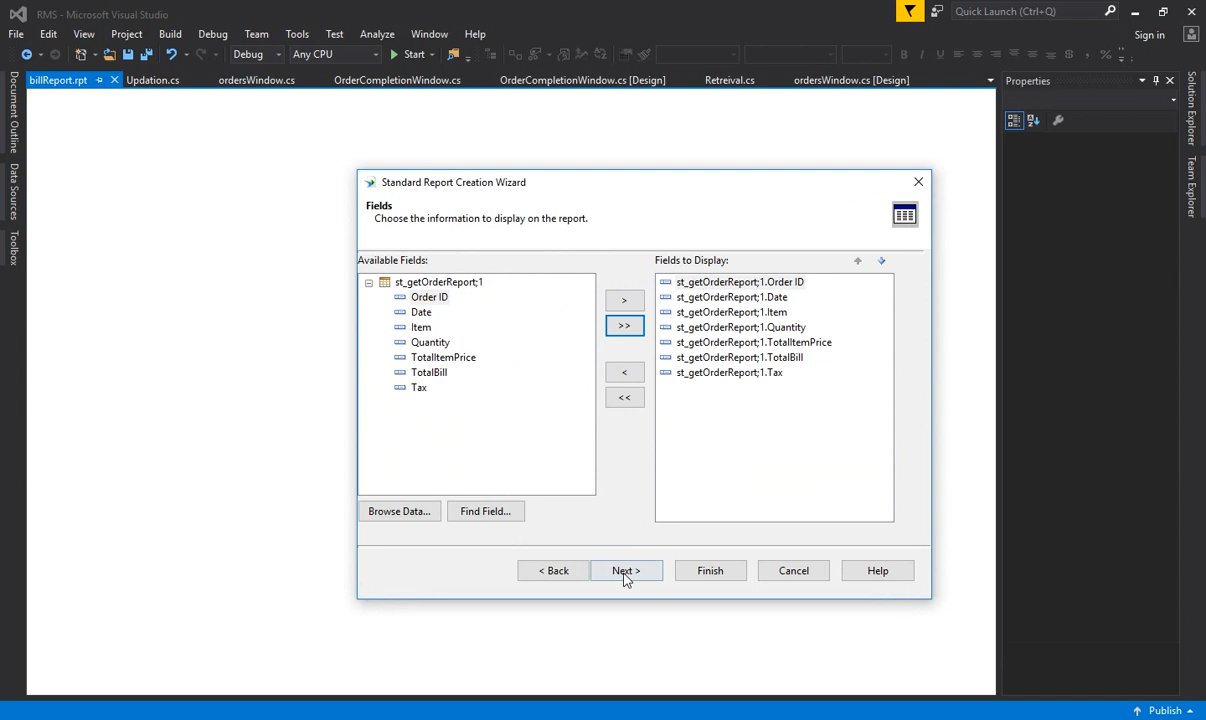 RMS - Microsoft Visual Studio
Quick Launch (Ctrl+Q)
File Edit View Project Build Debug Team Tools Test Analyze Window Help
Sign in
Debug Any CPU Start
billReport.rpt Updation.cs ordersWindow.cs OrderCompletionWindow.cs OrderCompletionWindow.cs [Design] Retreival.cs ordersWindow.cs [Design]
Properties
Document Outline
Data Sources
Toolbox
Solution Explorer
Team Explorer
Standard Report Creation Wizard
Fields
Choose the information to display on the report.
Available Fields:
Fields to Display:
st_getOrderReport;1
Order ID
Date
Item
Quantity
TotalItemPrice
TotalBill
Tax
>
>>
<
<<
st_getOrderReport;1.Order ID
st_getOrderReport;1.Date
st_getOrderReport;1.Item
st_getOrderReport;1.Quantity
st_getOrderReport;1.TotalItemPrice
st_getOrderReport;1.TotalBill
st_getOrderReport;1.Tax
Browse Data... Find Field...
< Back Next > Finish Cancel Help
Publish